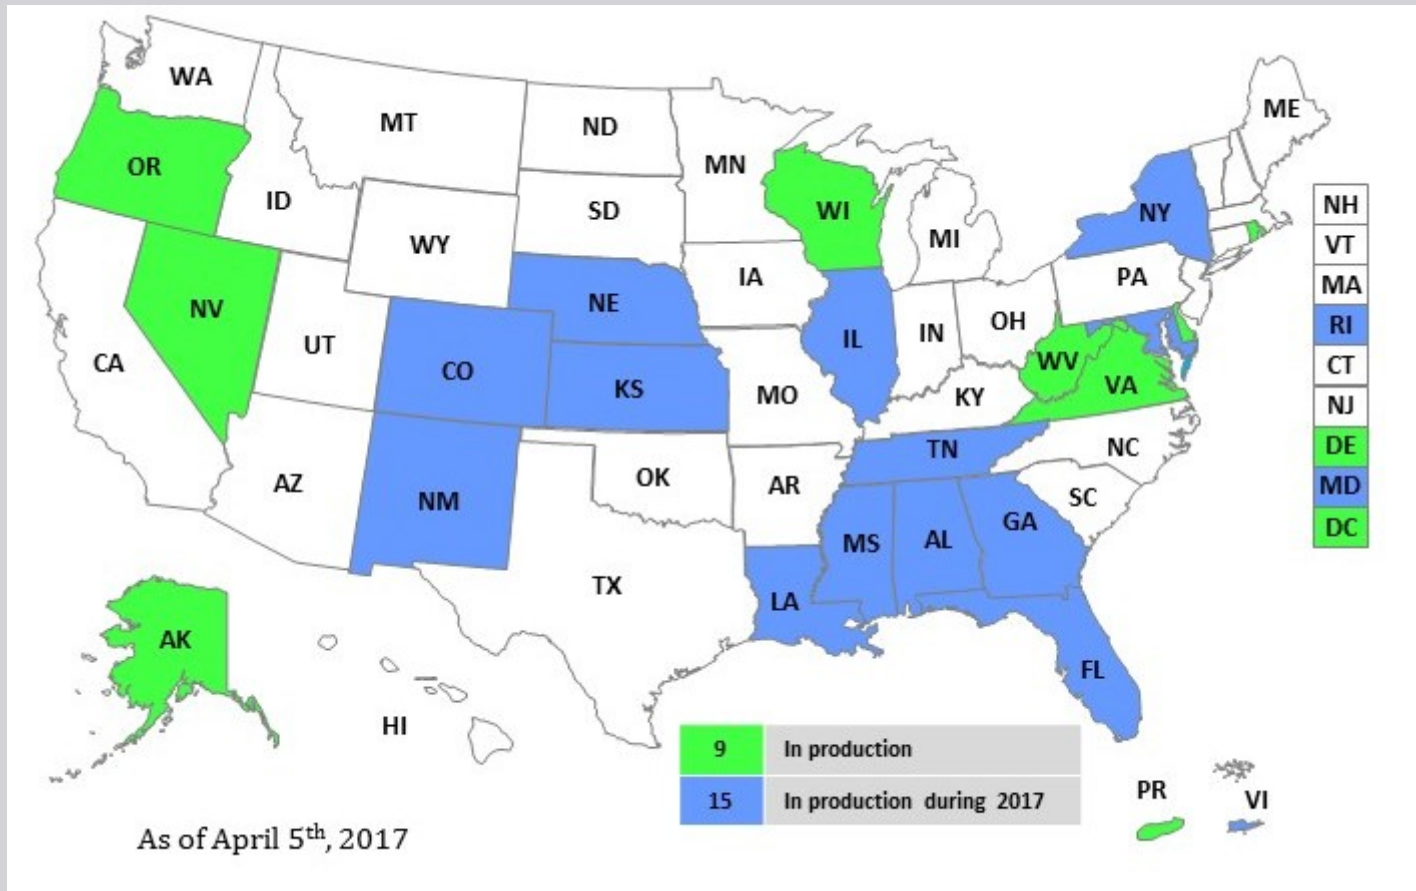 WA
MT
ND
MN
ME
OR
ID
SD
WI
MI
NY
WY
IA
PA
NE
NV
UT
CO
IL
IN
OH
CA
KS
MO
WV
VA
KY
AZ
NM
OK
AR
TN
NC
SC
MS
AL
GA
TX
LA
FL
AK
HI
NH
VT
MA
RI
CT
NJ
DE
MD
DC
9 In production
15 In production during 2017
PR
VI
As of April 5th, 2017